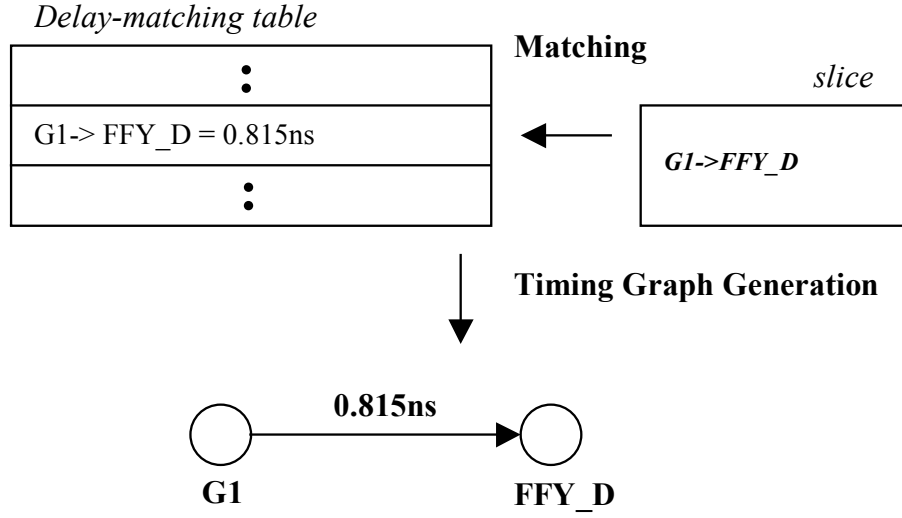 Delay-matching table
Matching
slice
G1-> FFY_D = 0.815ns
G1->FFY_D
Timing Graph Generation
0.815ns
G1
FFY_D